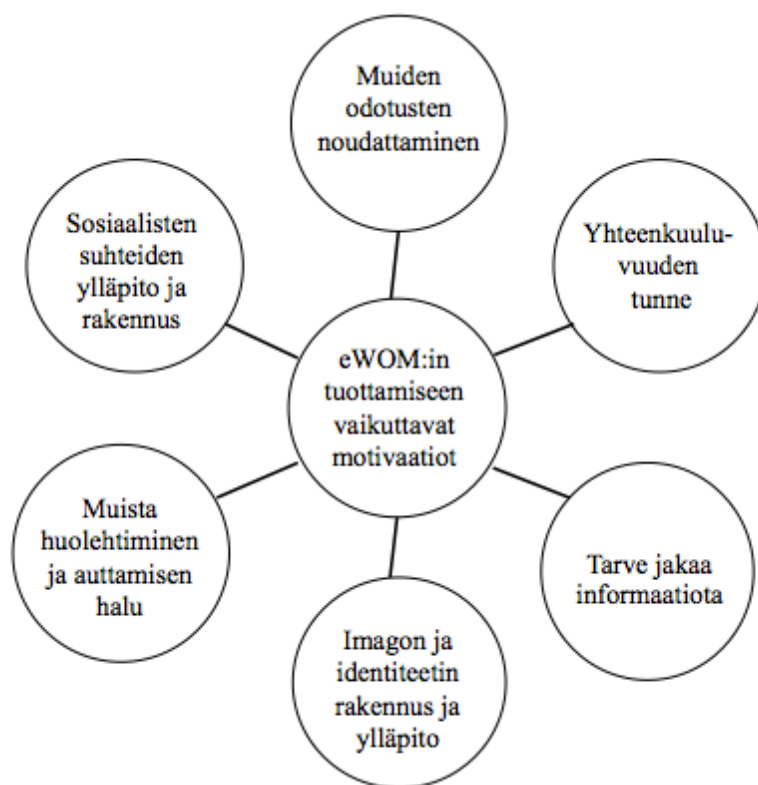 Muiden
odotusten
noudattaminen
Sosiaalisten
suhteiden
ylläpito ja
rakennus
Yhteenkuulu-
vuuden
tunne
eWOM:in
tuottamiseen
vaikuttavat
motivaatiot
Muista
huolehtiminen
ja auttamisen
halu
Tarve jakaa
informaatiota
Imagon ja
identiteetin
rakennus ja
ylläpito